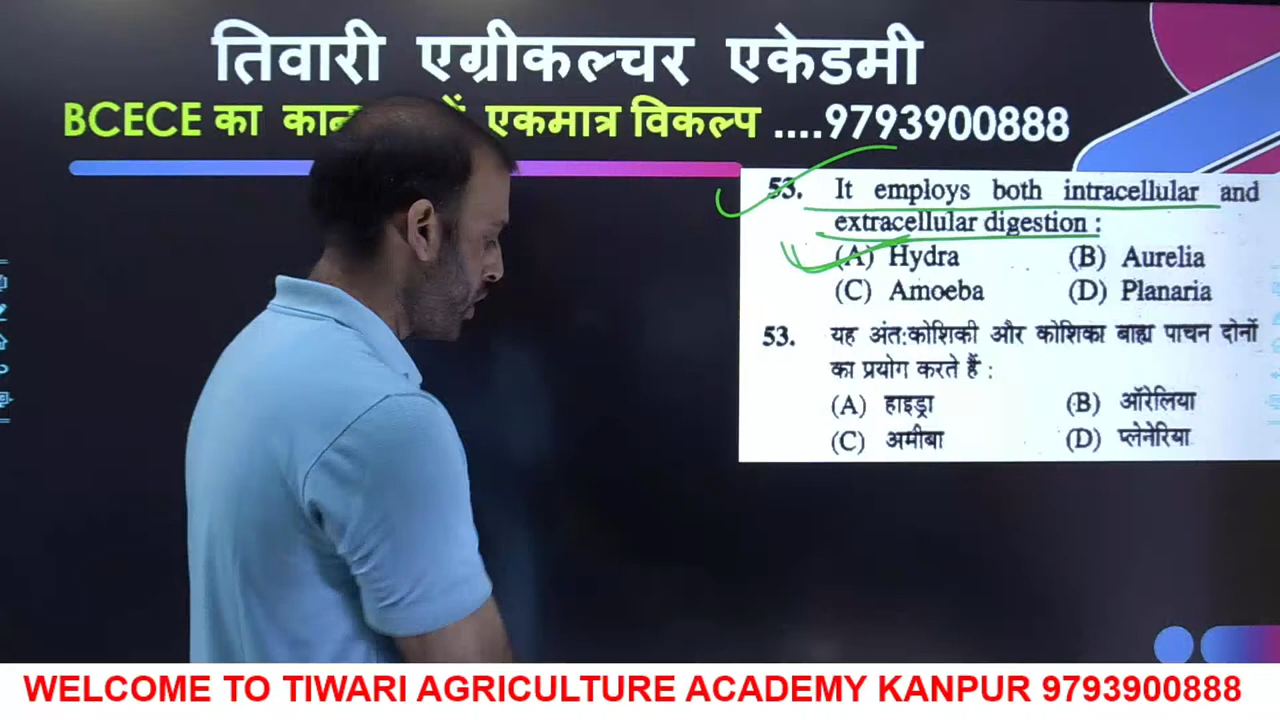 तिवारी एग्रीकल्चर एकेडमी
BCECE का एकमात्र विकल्प ....9793900888
53. It employs both intracellular and
extracellular digestion :
(A) Hydra (B) Aurelia
(C) Amoeba (D) Planaria
53. यह अंत:कोशिकी और कोशिका बाह्य पाचन दोनों
का प्रयोग करते हैं :
(A) हाइड्रा (B) ऑरेलिया
(C) अमीबा (D) प्लेनेरिया
WELCOME TO TIWARI AGRICULTURE ACADEMY KANPUR 9793900888